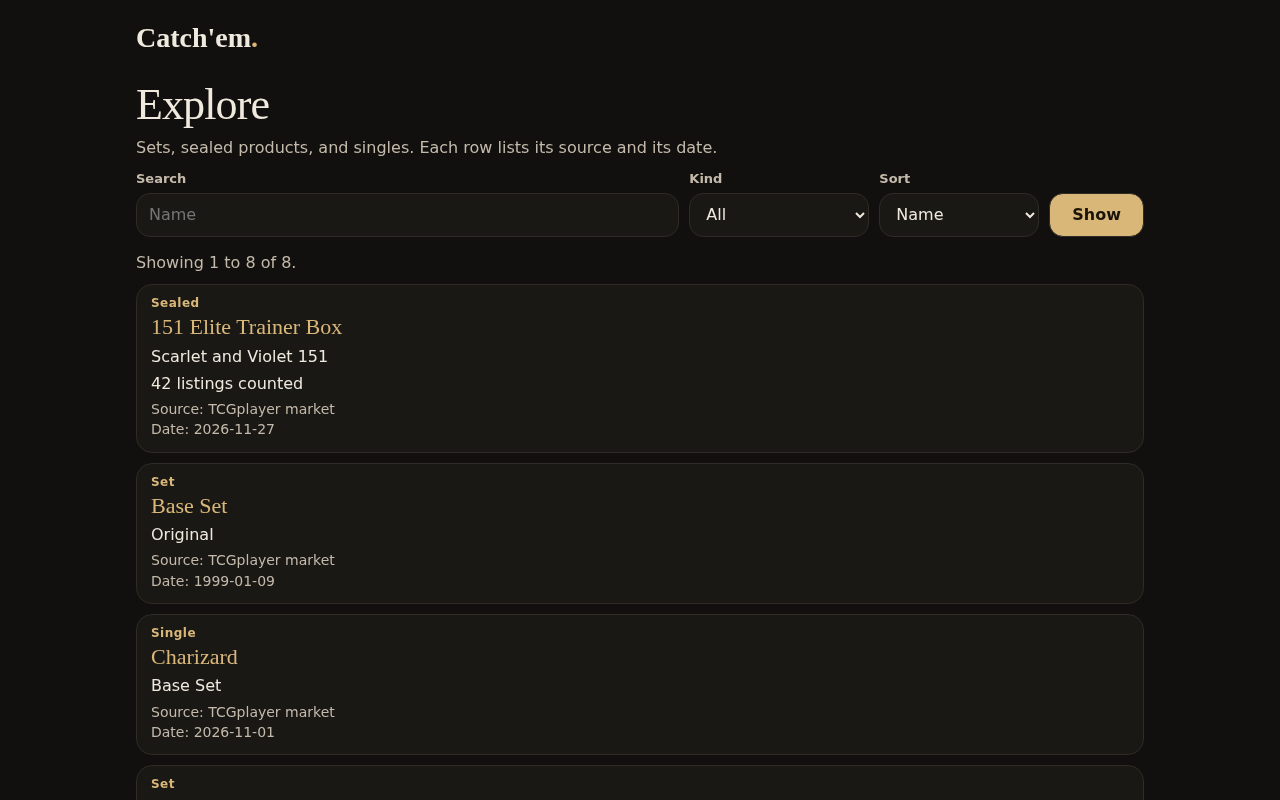 Catch'em.
Explore
Sets, sealed products, and singles. Each row lists its source and its date.
Search
Kind
Sort
Name
All
Name
Show
Showing 1 to 8 of 8.
Sealed
151 Elite Trainer Box
Scarlet and Violet 151
42 listings counted
Source: TCGplayer market
Date: 2026-11-27
Set
Base Set
Original
Source: TCGplayer market
Date: 1999-01-09
Single
Charizard
Base Set
Source: TCGplayer market
Date: 2026-11-01
Set